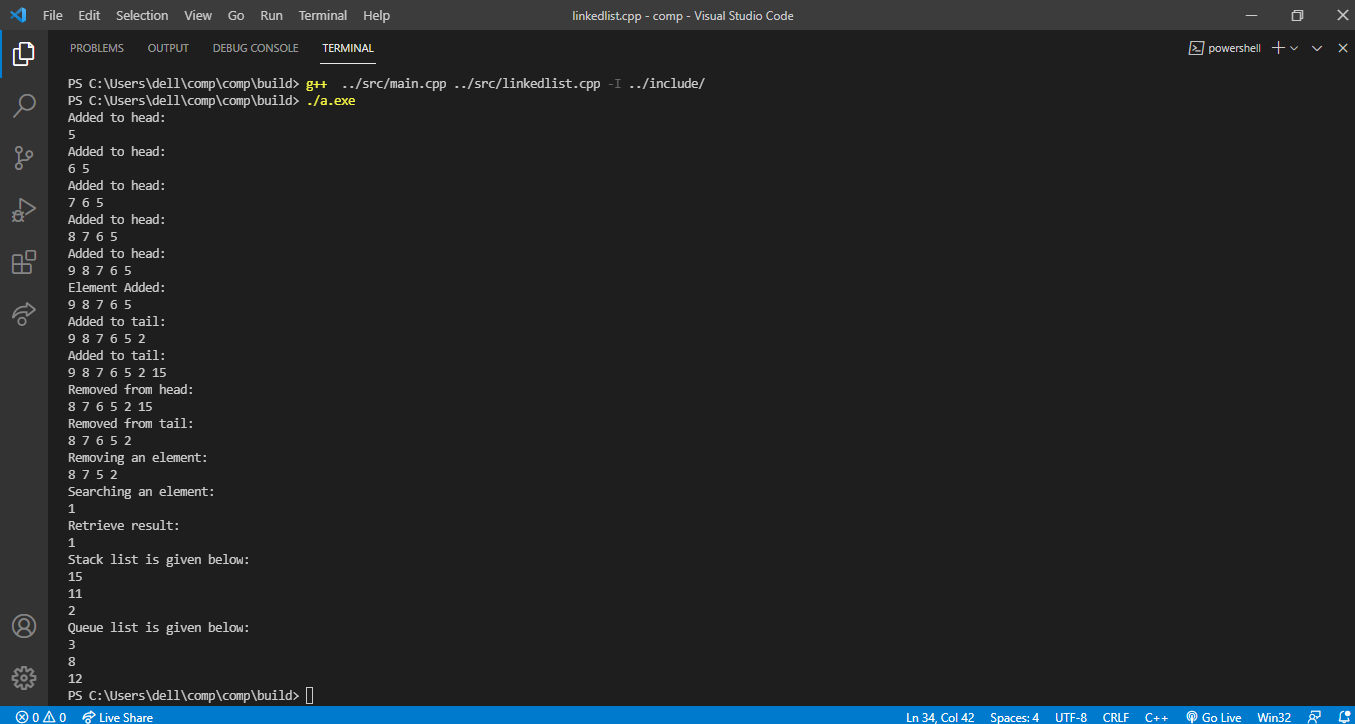 File Edit Selection View Go Run Terminal Help linkedlist.cpp - comp - Visual Studio Code
PROBLEMS OUTPUT DEBUG CONSOLE TERMINAL powershell
PS C:\Users\dell\comp\comp\build> g++  ../src/main.cpp ../src/linkedlist.cpp -I ../include/
PS C:\Users\dell\comp\comp\build> ./a.exe
Added to head:
5
Added to head:
6 5
Added to head:
7 6 5
Added to head:
8 7 6 5
Added to head:
9 8 7 6 5
Element Added:
9 8 7 6 5
Added to tail:
9 8 7 6 5 2
Added to tail:
9 8 7 6 5 2 15
Removed from head:
8 7 6 5 2 15
Removed from tail:
8 7 6 5 2
Removing an element:
8 7 5 2
Searching an element:
1
Retrieve result:
1
Stack list is given below:
15
11
2
Queue list is given below:
3
8
12
PS C:\Users\dell\comp\comp\build>
0 0 Live Share Ln 34, Col 42 Spaces: 4 UTF-8 CRLF C++ Go Live Win32